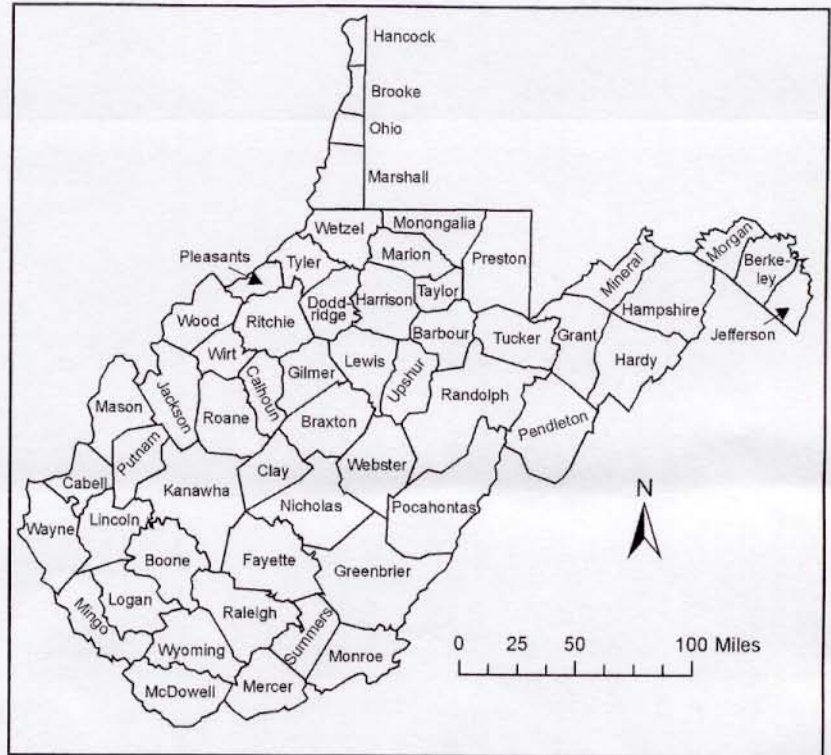 Hancock
Brooke
Ohio
Marshall
Wetzel
Monongalia
Marion
Preston
Pleasants
Tyler
Taylor
Dodd-
ridge
Harrison
Wood
Ritchie
Barbour
Tucker
Mineral
Grant
Hampshire
Hardy
Morgan
Berke-
ley
Jefferson
Wirt
Calhoun
Gilmer
Lewis
Upshur
Randolph
Pendleton
Mason
Jackson
Roane
Braxton
Putnam
Cabell
Kanawha
Clay
Webster
Nicholas
Pocahontas
Wayne
Lincoln
Boone
Fayette
Greenbrier
Mingo
Logan
Raleigh
Summers
Wyoming
Monroe
McDowell
Mercer
N
0 25 50 100 Miles